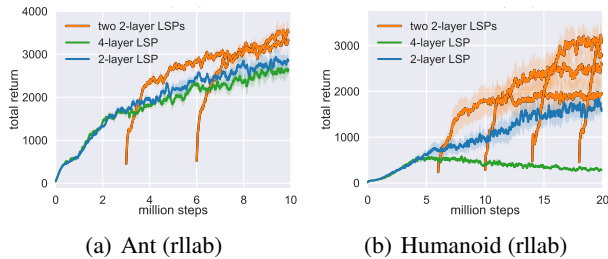 4000
3000
2000
1000
0
total return
two 2-layer LSPs
4-layer LSP
2-layer LSP
0
2
4
6
8
10
million steps
(a) Ant (rllab)
3000
2000
1000
0
total return
two 2-layer LSPs
4-layer LSP
2-layer LSP
0
5
10
15
20
million steps
(b) Humanoid (rllab)